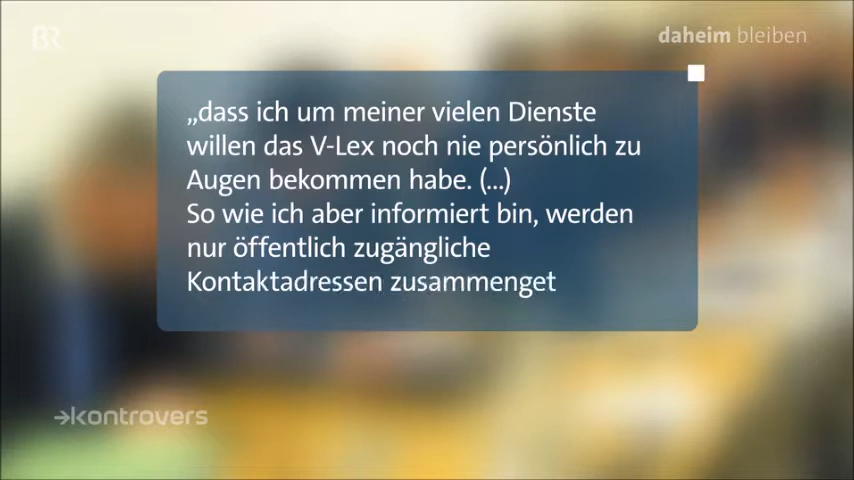 BR
daheim bleiben
„dass ich um meiner vielen Dienste
willen das V-Lex noch nie persönlich zu
Augen bekommen habe. (...)
So wie ich aber informiert bin, werden
nur öffentlich zugängliche
Kontaktadressen zusammenget
kontrovers